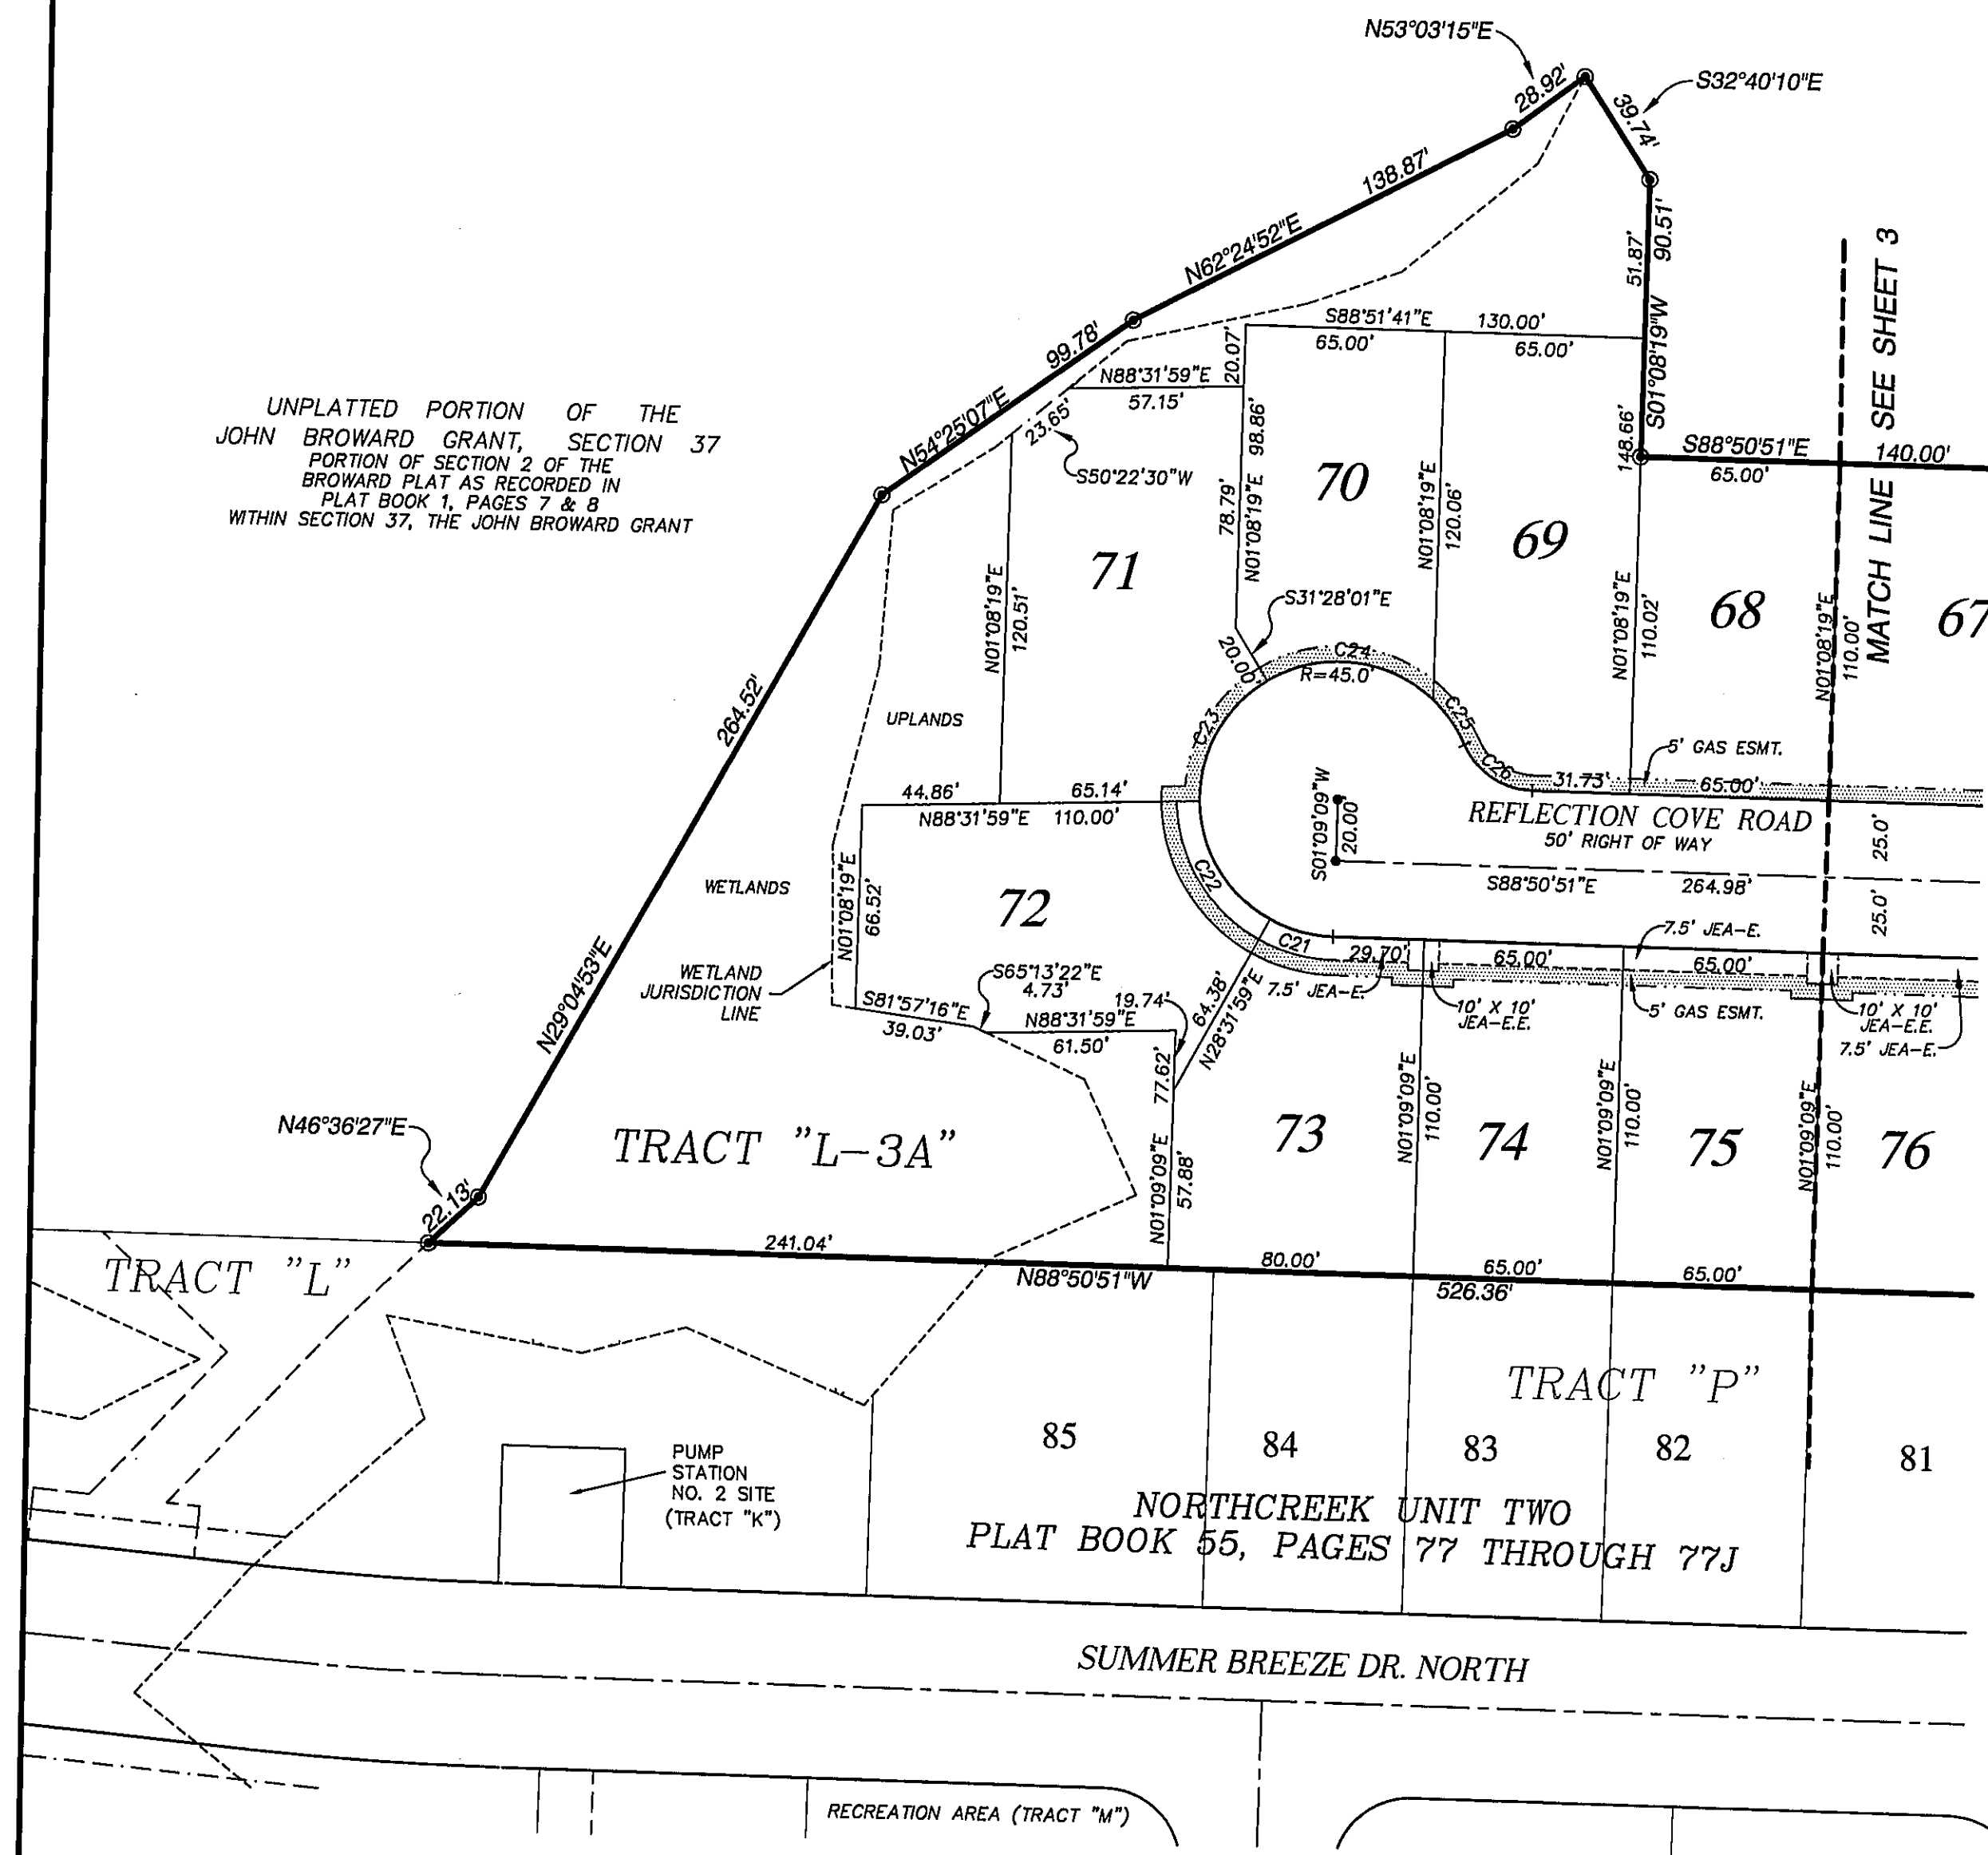 N53°03'15"E
S32°40'10"E
28.92'
39.74'
138.87'
N62°24'52"E
51.87'
90.51'
S01°08'19"W
148.66'
MATCH LINE SEE SHEET 3
S88°51'41"E 130.00'
65.00' 65.00'
20.07'
99.78'
N54°25'07"E
N88°31'59"E
57.15'
23.65'
S50°22'30"W
UNPLATTED PORTION OF THE
JOHN BROWARD GRANT, SECTION 37
PORTION OF SECTION 2 OF THE
BROWARD PLAT AS RECORDED IN
PLAT BOOK 1, PAGES 7 & 8
WITHIN SECTION 37, THE JOHN BROWARD GRANT
S88°50'51"E 140.00'
65.00'
98.86'
78.79'
N01°08'19"E
70
N01°08'19"E
120.06'
69
71
N01°08'19"E
120.51'
68
67
N01°08'19"E
110.02'
N01°08'19"E
110.00'
S31°28'01"E
20.00'
C24
R=45.0'
C23
C25
C26
264.52'
UPLANDS
5' GAS ESMT.
31.73' 65.00'
REFLECTION COVE ROAD
50' RIGHT OF WAY
44.86' 65.14'
N88°31'59"E 110.00'
S01°09'09"W
20.00'
S88°50'51"E 264.98'
25.0'
25.0'
C22
C21
WETLANDS
N01°08'19"E
66.52'
72
N29°04'53"E
WETLAND
JURISDICTION
LINE
S81°57'16"E
39.03'
S65°13'22"E
4.73'
N88°31'59"E
61.50'
19.74'
64.38'
N28°31'59"E
29.70'
7.5' JEA-E.
65.00'
65.00'
7.5' JEA-E.
10' X 10'
JEA-E.E.
5' GAS ESMT.
10' X 10'
JEA-E.E.
7.5' JEA-E.
77.62'
N01°09'09"E
57.88'
N01°09'09"E
110.00'
N01°09'09"E
110.00'
N01°09'09"E
110.00'
73
74
75
76
N46°36'27"E
22.13'
TRACT "L-3A"
241.04'
N88°50'51"W
80.00'
65.00'
65.00'
526.36'
TRACT "L"
TRACT "P"
85
84
83
82
81
PUMP
STATION
NO. 2 SITE
(TRACT "K")
NORTHCREEK UNIT TWO
PLAT BOOK 55, PAGES 77 THROUGH 77J
SUMMER BREEZE DR. NORTH
RECREATION AREA (TRACT "M")